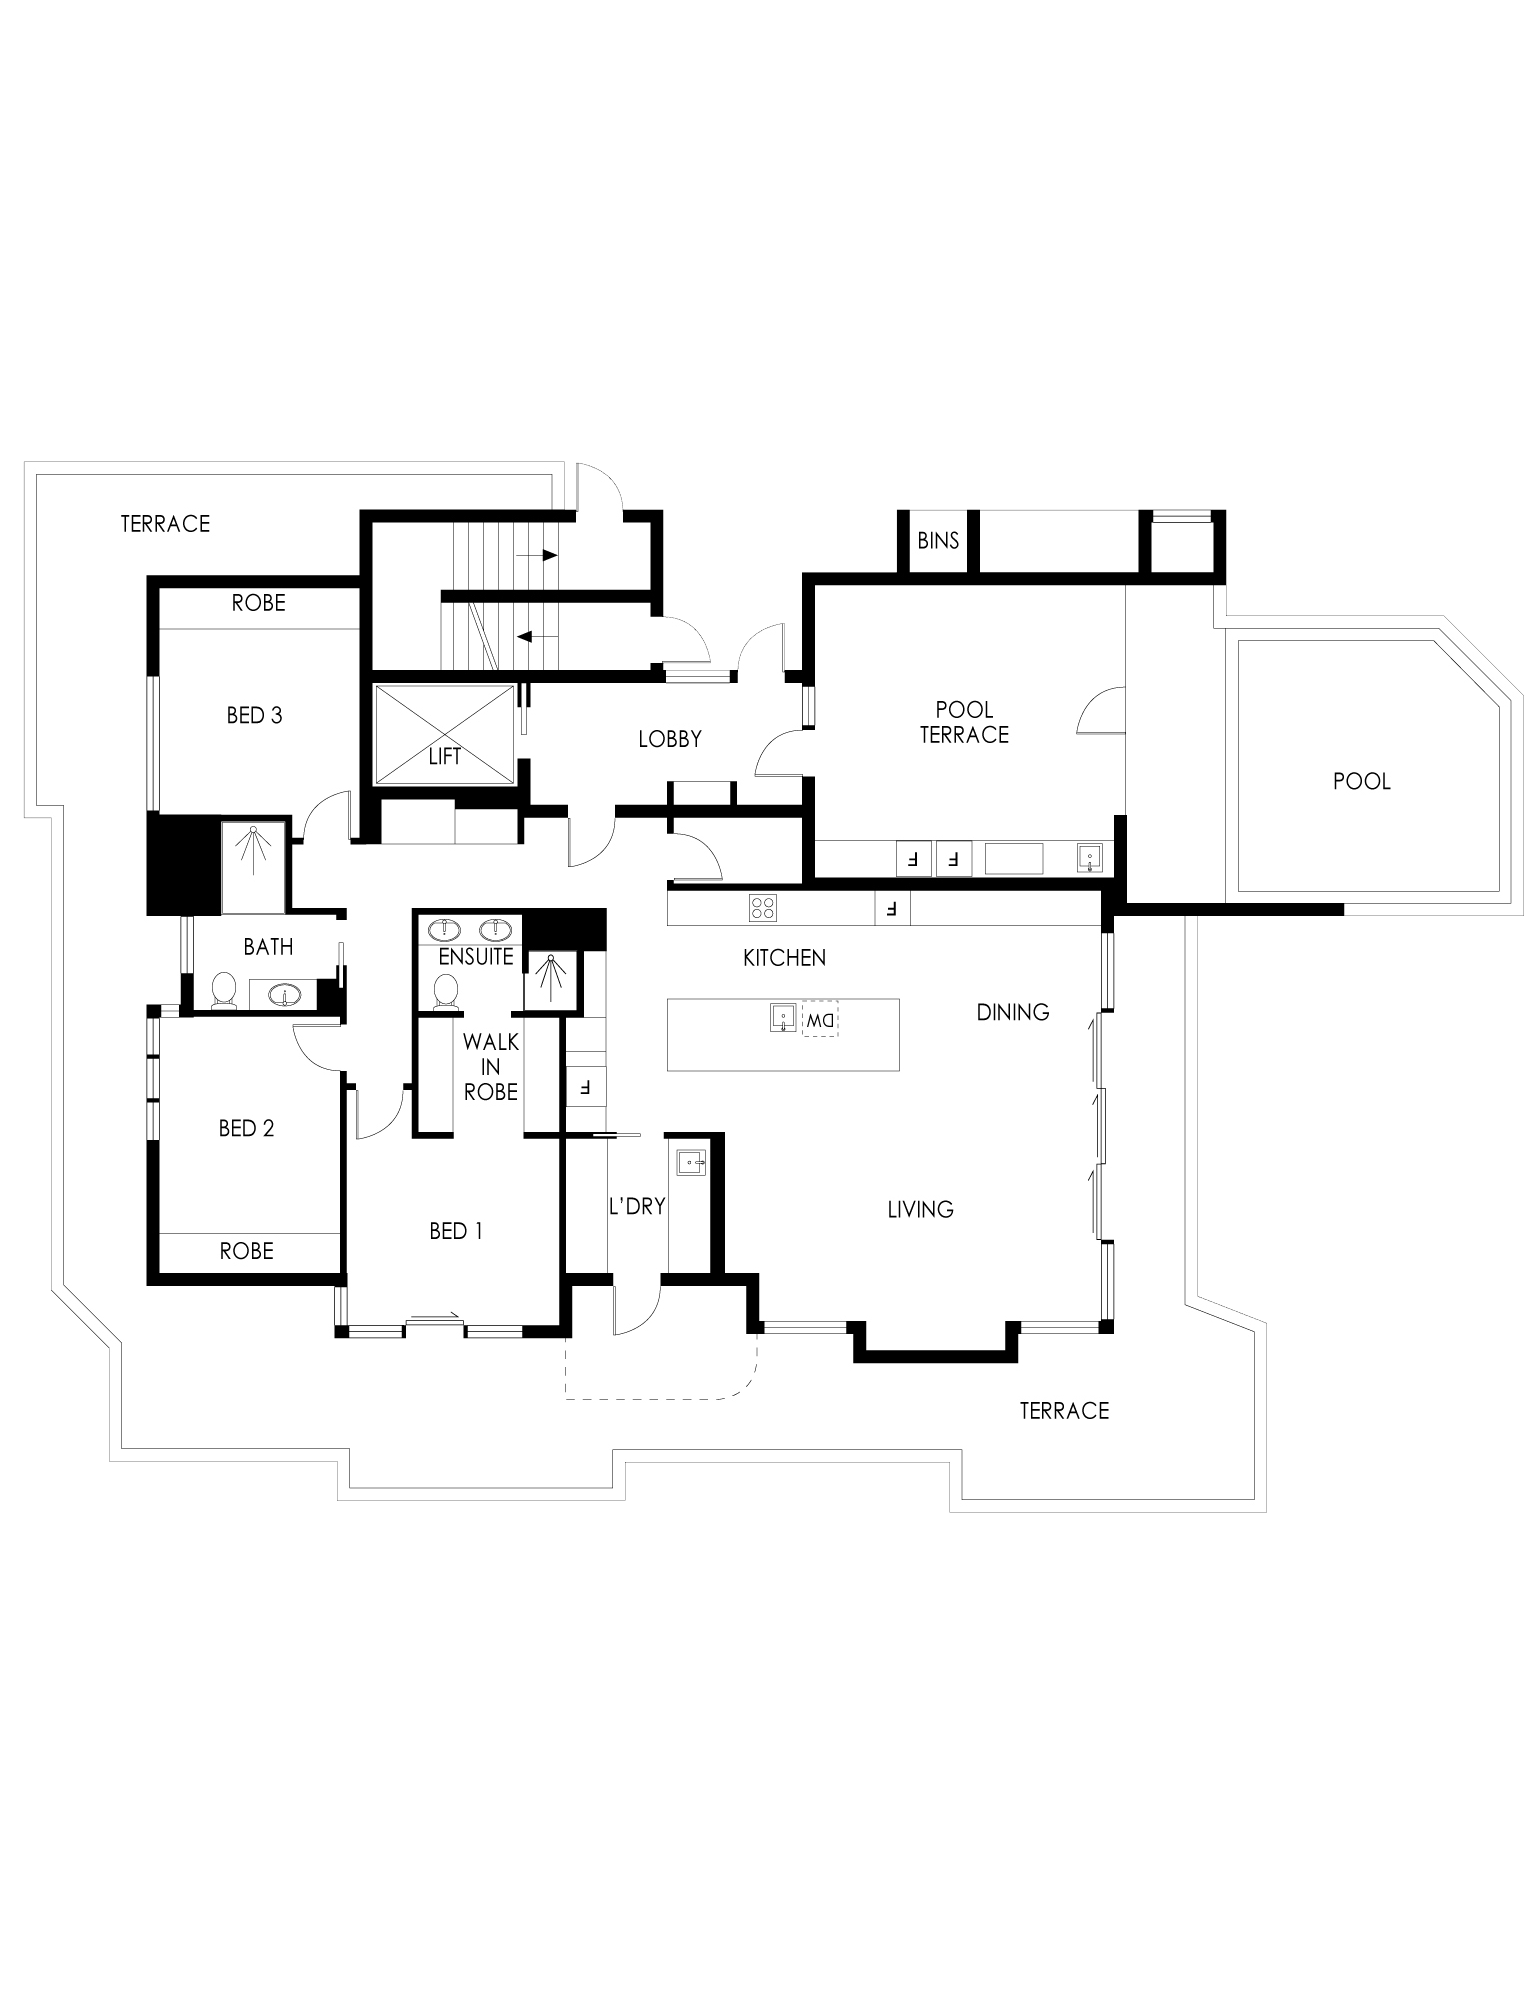 TERRACE
BINS
ROBE
BED 3
POOL
TERRACE
LOBBY
LIFT
POOL
F
F
F
BATH
ENSUITE
KITCHEN
DINING
DW
WALK
IN
ROBE
F
BED 2
L'DRY
LIVING
BED 1
ROBE
TERRACE